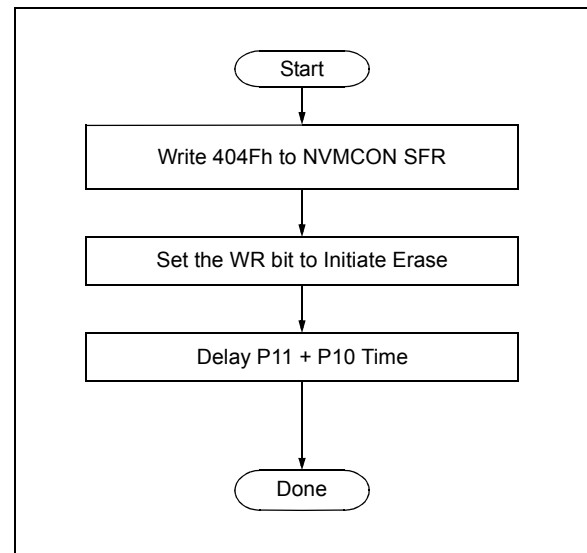 Start
Write 404Fh to NVMCON SFR
Set the WR bit to Initiate Erase
Delay P11 + P10 Time
Done